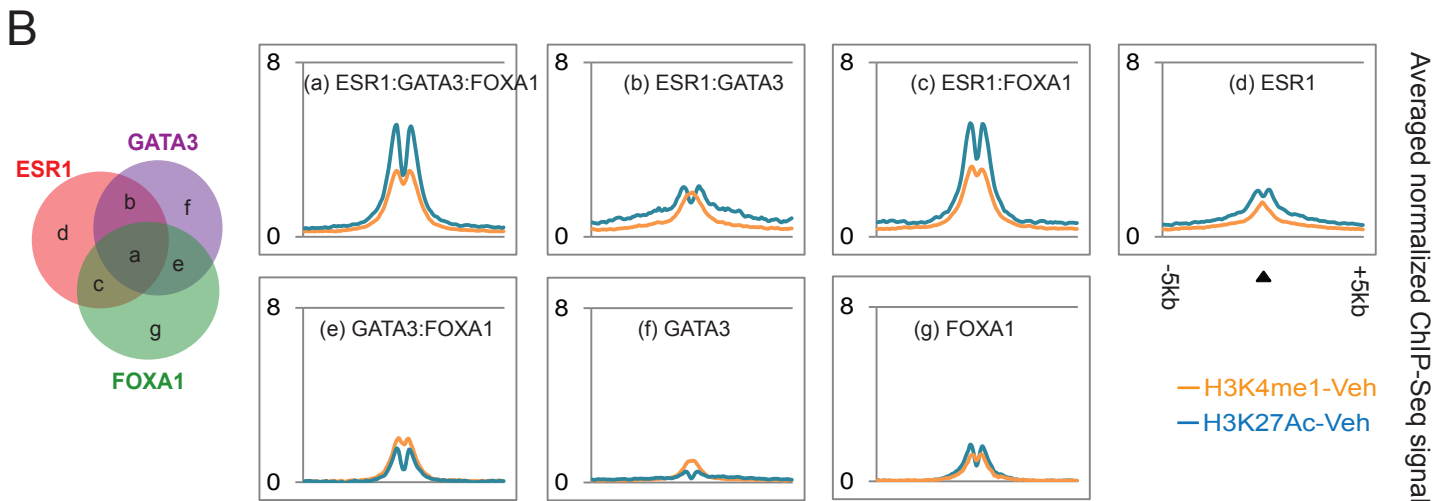 B
GATA3
ESR1
FOXA1
b
f
d
a
e
c
g
8
(a) ESR1:GATA3:FOXA1
0
8
(b) ESR1:GATA3
0
8
(c) ESR1:FOXA1
0
8
(d) ESR1
0
-5kb
+5kb
8
(e) GATA3:FOXA1
0
8
(f) GATA3
0
8
(g) FOXA1
0
H3K4me1-Veh
H3K27Ac-Veh
Averaged normalized ChIP-Seq signal